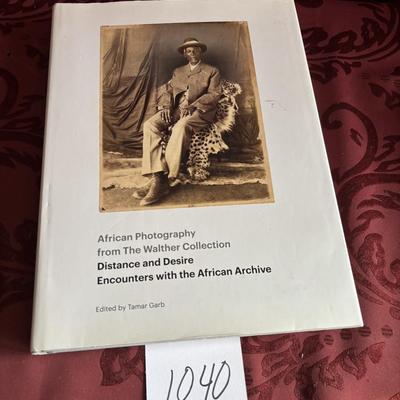 African Photography
from The Walther Collection
Distance and Desire
Encounters with the African Archive
Edited by Tamar Garb
1040